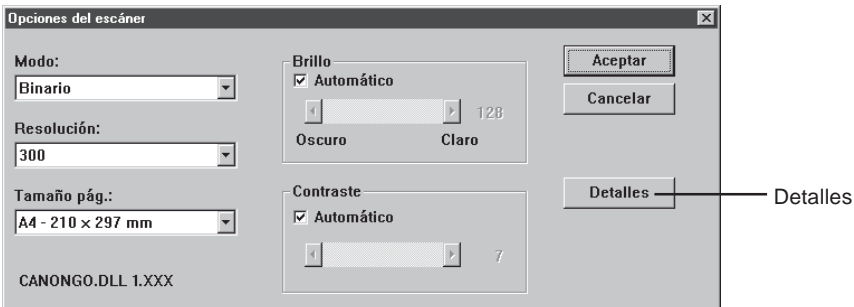 Opciones del escáner
Modo:
Binario
Resolución:
300
Tamaño pág.:
A4 - 210 x 297 mm
CANONGO.DLL 1.XXX
Brillo
Automático
128
Oscuro Claro
Contraste
Automático
7
Aceptar
Cancelar
Detalles
Detalles